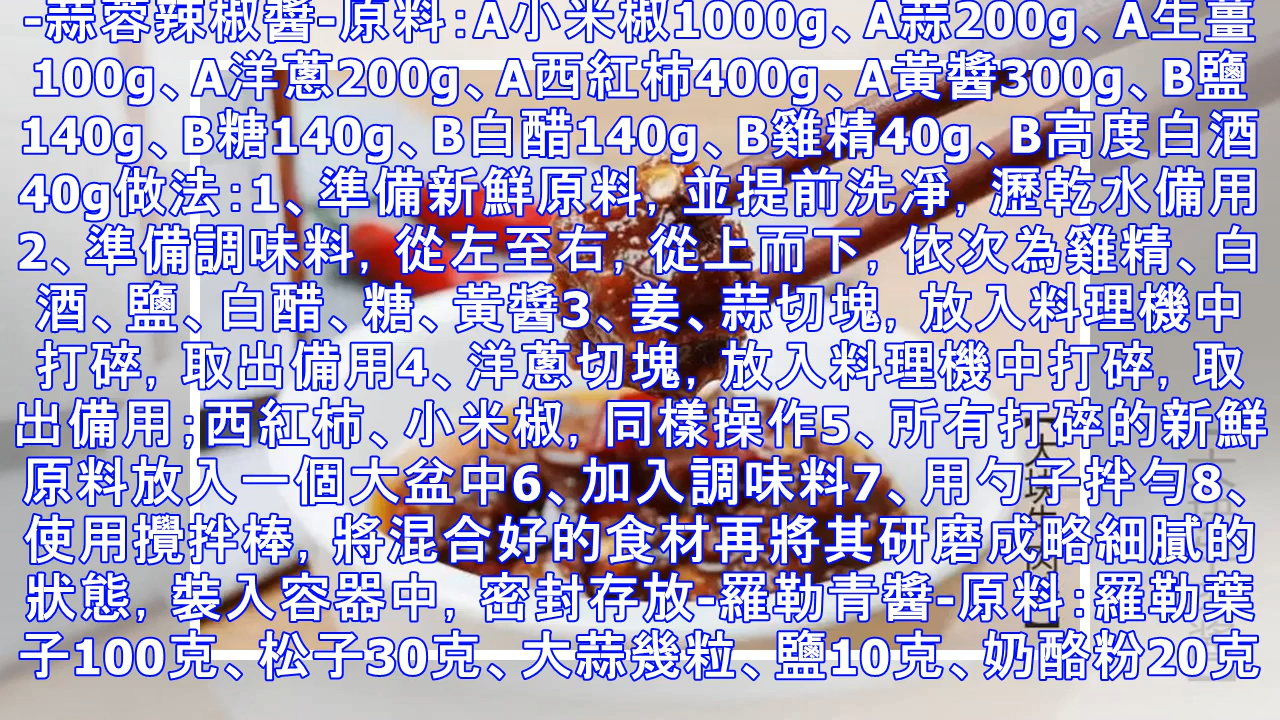 -蒜蓉辣椒醬-原料:A小米椒1000g、A蒜200g、A生薑
100g、A洋蔥200g、A西紅柿400g、A黃醬300g、B鹽
140g、B糖140g、B白醋140g、B雞精40g、B高度白酒
40g做法:1、準備新鮮原料, 並提前洗凈, 瀝乾水備用
2、準備調味料, 從左至右, 從上而下, 依次為雞精、白
酒、鹽、白醋、糖、黃醬3、姜、蒜切塊, 放入料理機中
打碎, 取出備用4、洋蔥切塊, 放入料理機中打碎, 取
出備用;西紅柿、小米椒, 同樣操作5、所有打碎的新鮮
原料放入一個大盆中6、加入調味料7、用勺子拌勻8、
使用攪拌棒, 將混合好的食材再將其研磨成略細膩的
狀態, 裝入容器中, 密封存放-羅勒青醬-原料:羅勒葉
子100克、松子30克、大蒜幾粒、鹽10克、奶酪粉20克